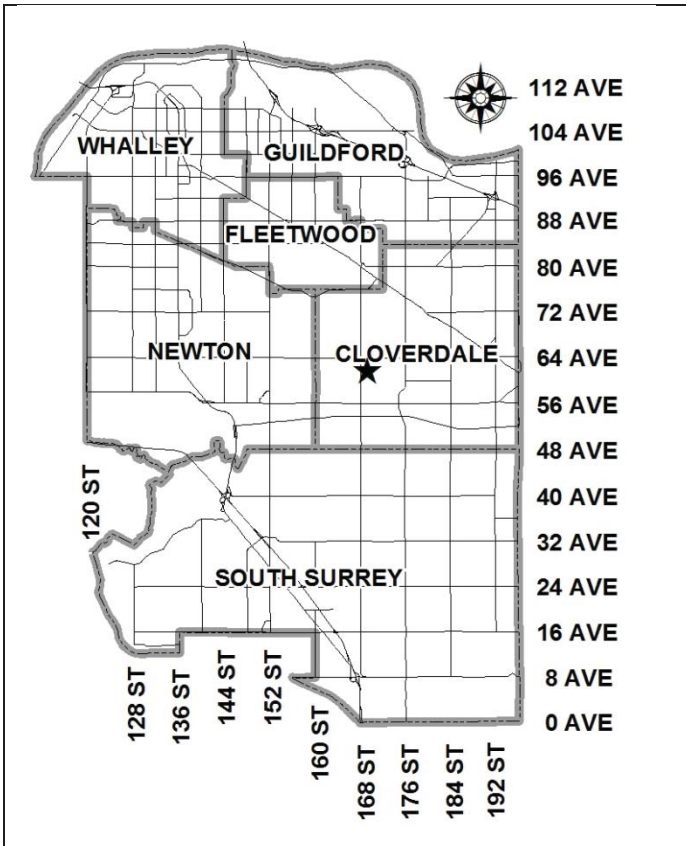 112 AVE
104 AVE
WHALLEY
GUILDFORD
96 AVE
88 AVE
FLEETWOOD
80 AVE
72 AVE
NEWTON
CLOVERDALE
64 AVE
56 AVE
48 AVE
120 ST
40 AVE
32 AVE
SOUTH SURREY
24 AVE
16 AVE
128 ST
136 ST
144 ST
152 ST
8 AVE
160 ST
0 AVE
168 ST
176 ST
184 ST
192 ST